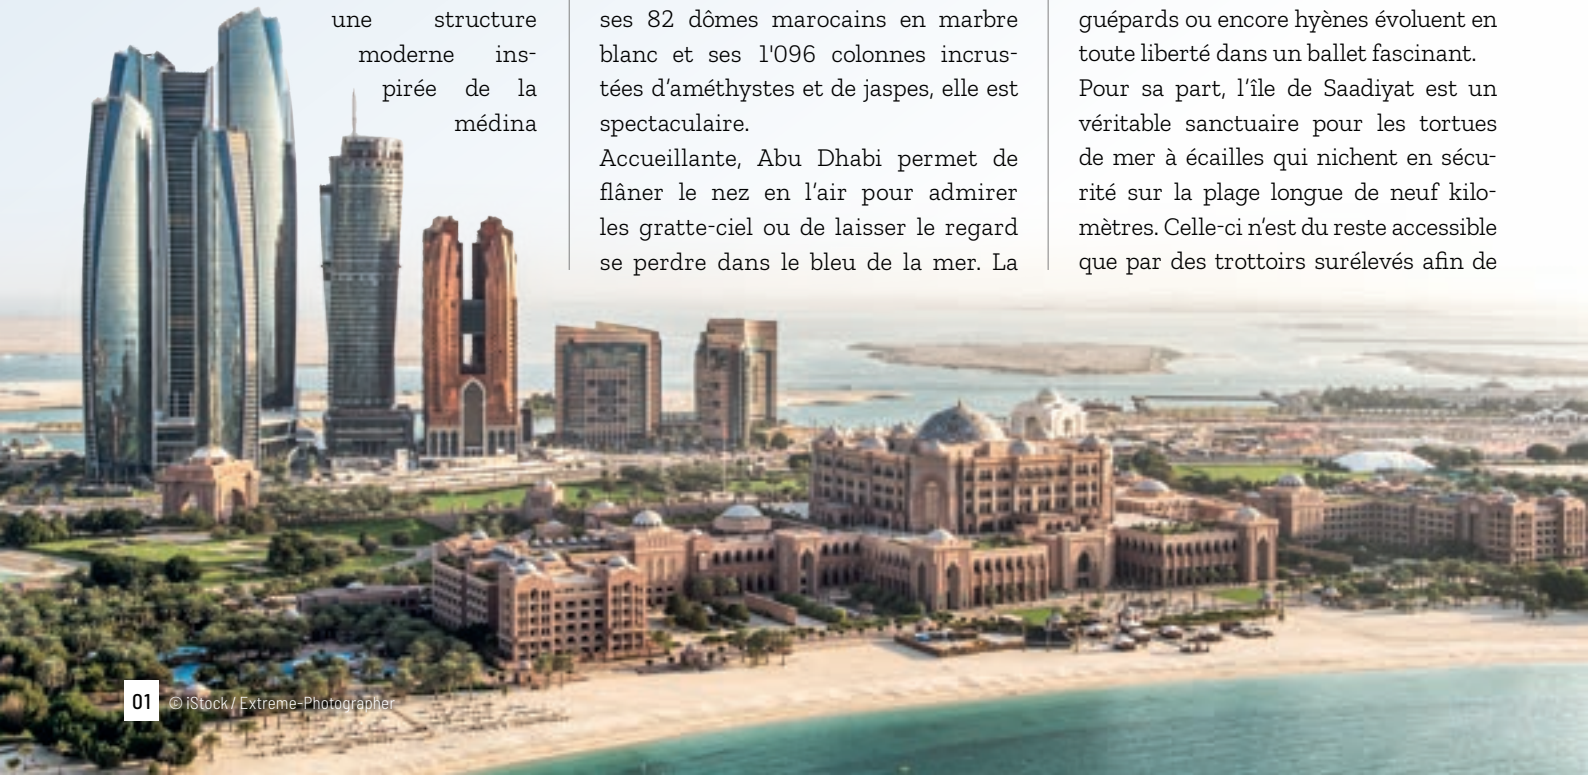 une structure
moderne ins-
pirée de la
médina
ses 82 dômes marocains en marbre
blanc et ses 1'096 colonnes incrus-
tées d’améthystes et de jaspes, elle est
spectaculaire.
Accueillante, Abu Dhabi permet de
flâner le nez en l’air pour admirer
les gratte-ciel ou de laisser le regard
se perdre dans le bleu de la mer. La
guépards ou encore hyènes évoluent en
toute liberté dans un ballet fascinant.
Pour sa part, l’île de Saadiyat est un
véritable sanctuaire pour les tortues
de mer à écailles qui nichent en sécu-
rité sur la plage longue de neuf kilo-
mètres. Celle-ci n’est du reste accessible
que par des trottoirs surélevés afin de
01 © iStock / Extreme-Photographer